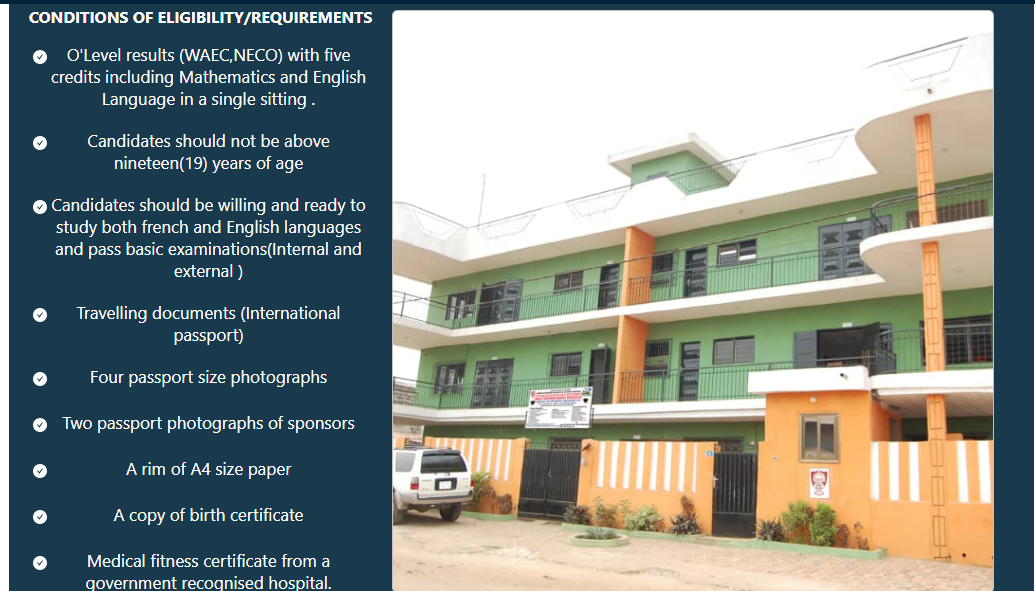 CONDITIONS OF ELIGIBILITY/REQUIREMENTS
O'Level results (WAEC,NECO) with five
credits including Mathematics and English
Language in a single sitting .
Candidates should not be above
nineteen(19) years of age
Candidates should be willing and ready to
study both french and English languages
and pass basic examinations(Internal and
external )
Travelling documents (International
passport)
Four passport size photographs
Two passport photographs of sponsors
A rim of A4 size paper
A copy of birth certificate
Medical fitness certificate from a
government recognised hospital.